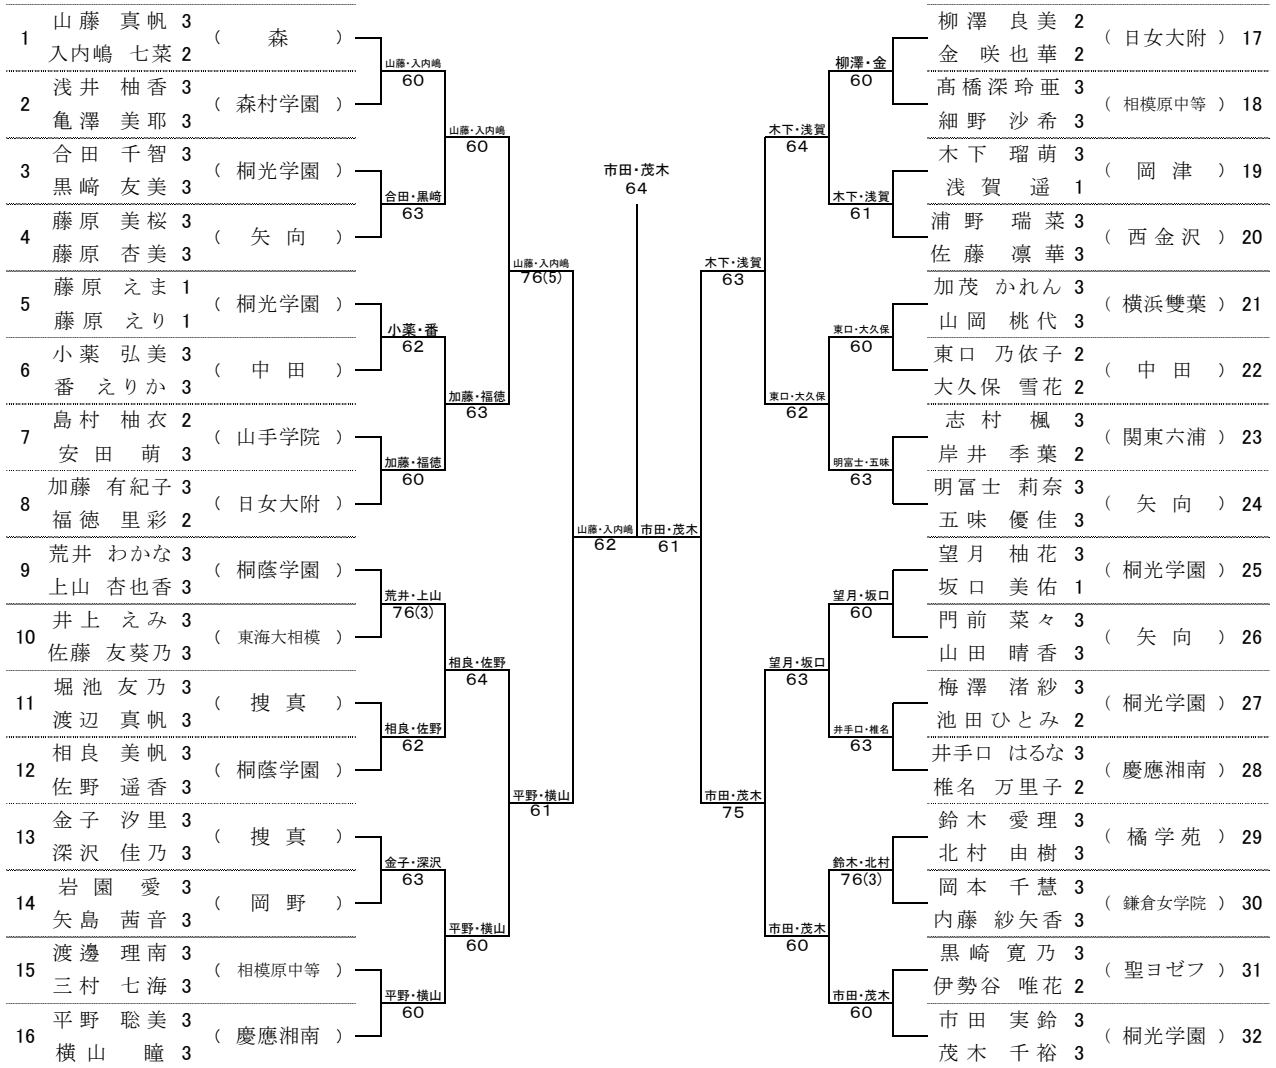 1 山藤 真帆 3 ( 森 )
入内嶋 七菜 2
2 浅井 柚香 3 ( 森村学園 )
亀澤 美耶 3
3 合田 千智 3 ( 桐光学園 )
黒﨑 友美 3
4 藤原 美桜 3 ( 矢向 )
藤原 杏美 3
5 藤原 えま 1 ( 桐光学園 )
藤原 えり 1
6 小薬 弘美 3 ( 中田 )
番 えりか 3
7 島村 柚衣 2 ( 山手学院 )
安田 萌 3
8 加藤 有紀子 3 ( 日女大附 )
福徳 里彩 2
9 荒井 わかな 3 ( 桐蔭学園 )
上山 杏也香 3
10 井上 えみ 3 ( 東海大相模 )
佐藤 友葵乃 3
11 堀池 友乃 3 ( 捜真 )
渡辺 真帆 3
12 相良 美帆 3 ( 桐蔭学園 )
佐野 遥香 3
13 金子 汐里 3 ( 捜真 )
深沢 佳乃 3
14 岩園 愛 3 ( 岡野 )
矢島 茜音 3
15 渡邊 理南 3 ( 相模原中等 )
三村 七海 3
16 平野 聡美 3 ( 慶應湘南 )
横山 瞳 3
山藤・入内嶋
60
合田・黒﨑
63
小薬・番
62
加藤・福徳
60
荒井・上山
76(3)
相良・佐野
62
金子・深沢
63
平野・横山
60
山藤・入内嶋
60
加藤・福徳
63
相良・佐野
64
平野・横山
60
山藤・入内嶋
76(5)
平野・横山
61
山藤・入内嶋
62
市田・茂木
64
市田・茂木
61
木下・浅賀
63
市田・茂木
75
木下・浅賀
64
東口・大久保
62
望月・坂口
63
市田・茂木
60
柳澤・金
60
木下・浅賀
61
東口・大久保
60
明冨士・五味
63
望月・坂口
60
井手口・椎名
63
鈴木・北村
76(3)
市田・茂木
60
柳澤 良美 2 ( 日女大附 ) 17
金 咲也華 2
髙橋深玲亜 3 ( 相模原中等 ) 18
細野 沙希 3
木下 瑠萌 3 ( 岡津 ) 19
浅賀 遥 1
浦野 瑞菜 3 ( 西金沢 ) 20
佐藤 凛華 3
加茂 かれん 3 ( 横浜雙葉 ) 21
山岡 桃代 3
東口 乃依子 2 ( 中田 ) 22
大久保 雪花 2
志村 楓 3 ( 関東六浦 ) 23
岸井 季葉 2
明冨士 莉奈 3 ( 矢向 ) 24
五味 優佳 3
望月 柚花 3 ( 桐光学園 ) 25
坂口 美佑 1
門前 菜々 3 ( 矢向 ) 26
山田 晴香 3
梅澤 渚紗 3 ( 桐光学園 ) 27
池田ひとみ 2
井手口 はるな 3 ( 慶應湘南 ) 28
椎名 万里子 2
鈴木 愛理 3 ( 橘学苑 ) 29
北村 由樹 3
岡本 千慧 3 ( 鎌倉女学院 ) 30
内藤 紗矢香 3
黒崎 寛乃 3 ( 聖ヨゼフ ) 31
伊勢谷 唯花 2
市田 実鈴 3 ( 桐光学園 ) 32
茂木 千裕 3